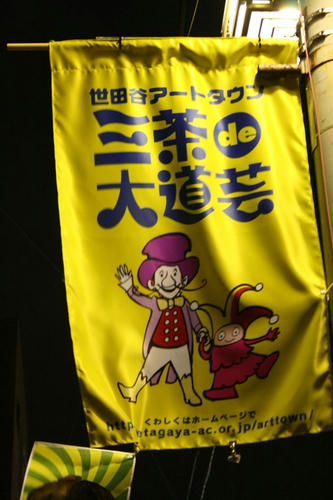 世田谷アートタウン
三茶de
大道芸
くわしくはホームページで
http
etagaya-ac.or.jp/arttown/